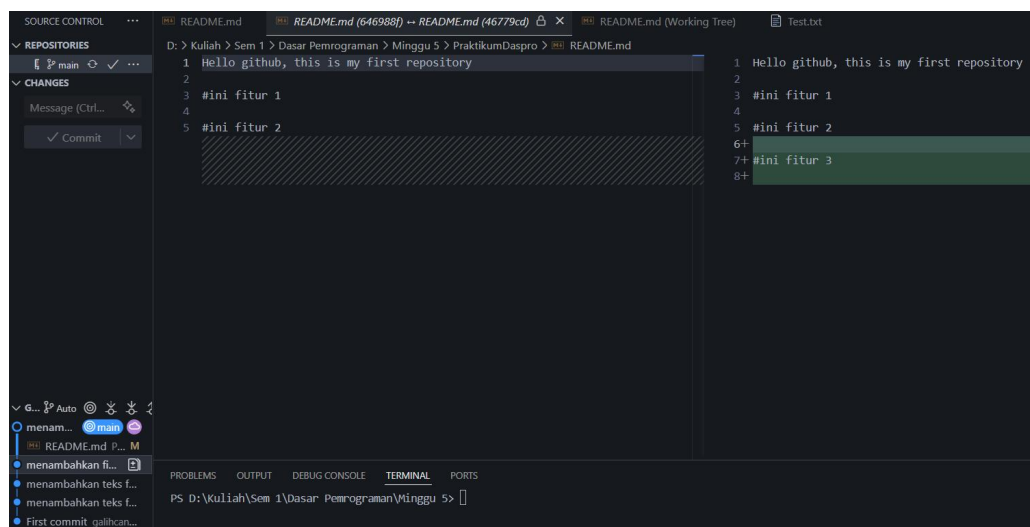 SOURCE CONTROL ...
README.md
README.md (646988f) ↔ README.md (46779cd)
README.md (Working Tree)
Test.txt
REPOSITORIES
main ...
CHANGES
Message (Ctrl...
Commit
D: > Kuliah > Sem 1 > Dasar Pemrograman > Minggu 5 > PraktikumDaspro > README.md
1 Hello github, this is my first repository
2
3 #ini fitur 1
4
5 #ini fitur 2
1 Hello github, this is my first repository
2
3 #ini fitur 1
4
5 #ini fitur 2
6+
7+ #ini fitur 3
8+
G... Auto
menam... main
README.md P... M
menambahkan fi...
menambahkan teks f...
menambahkan teks f...
First commit galihcan...
PROBLEMS OUTPUT DEBUG CONSOLE TERMINAL PORTS
PS D:\Kuliah\Sem 1\Dasar Pemrograman\Minggu 5>